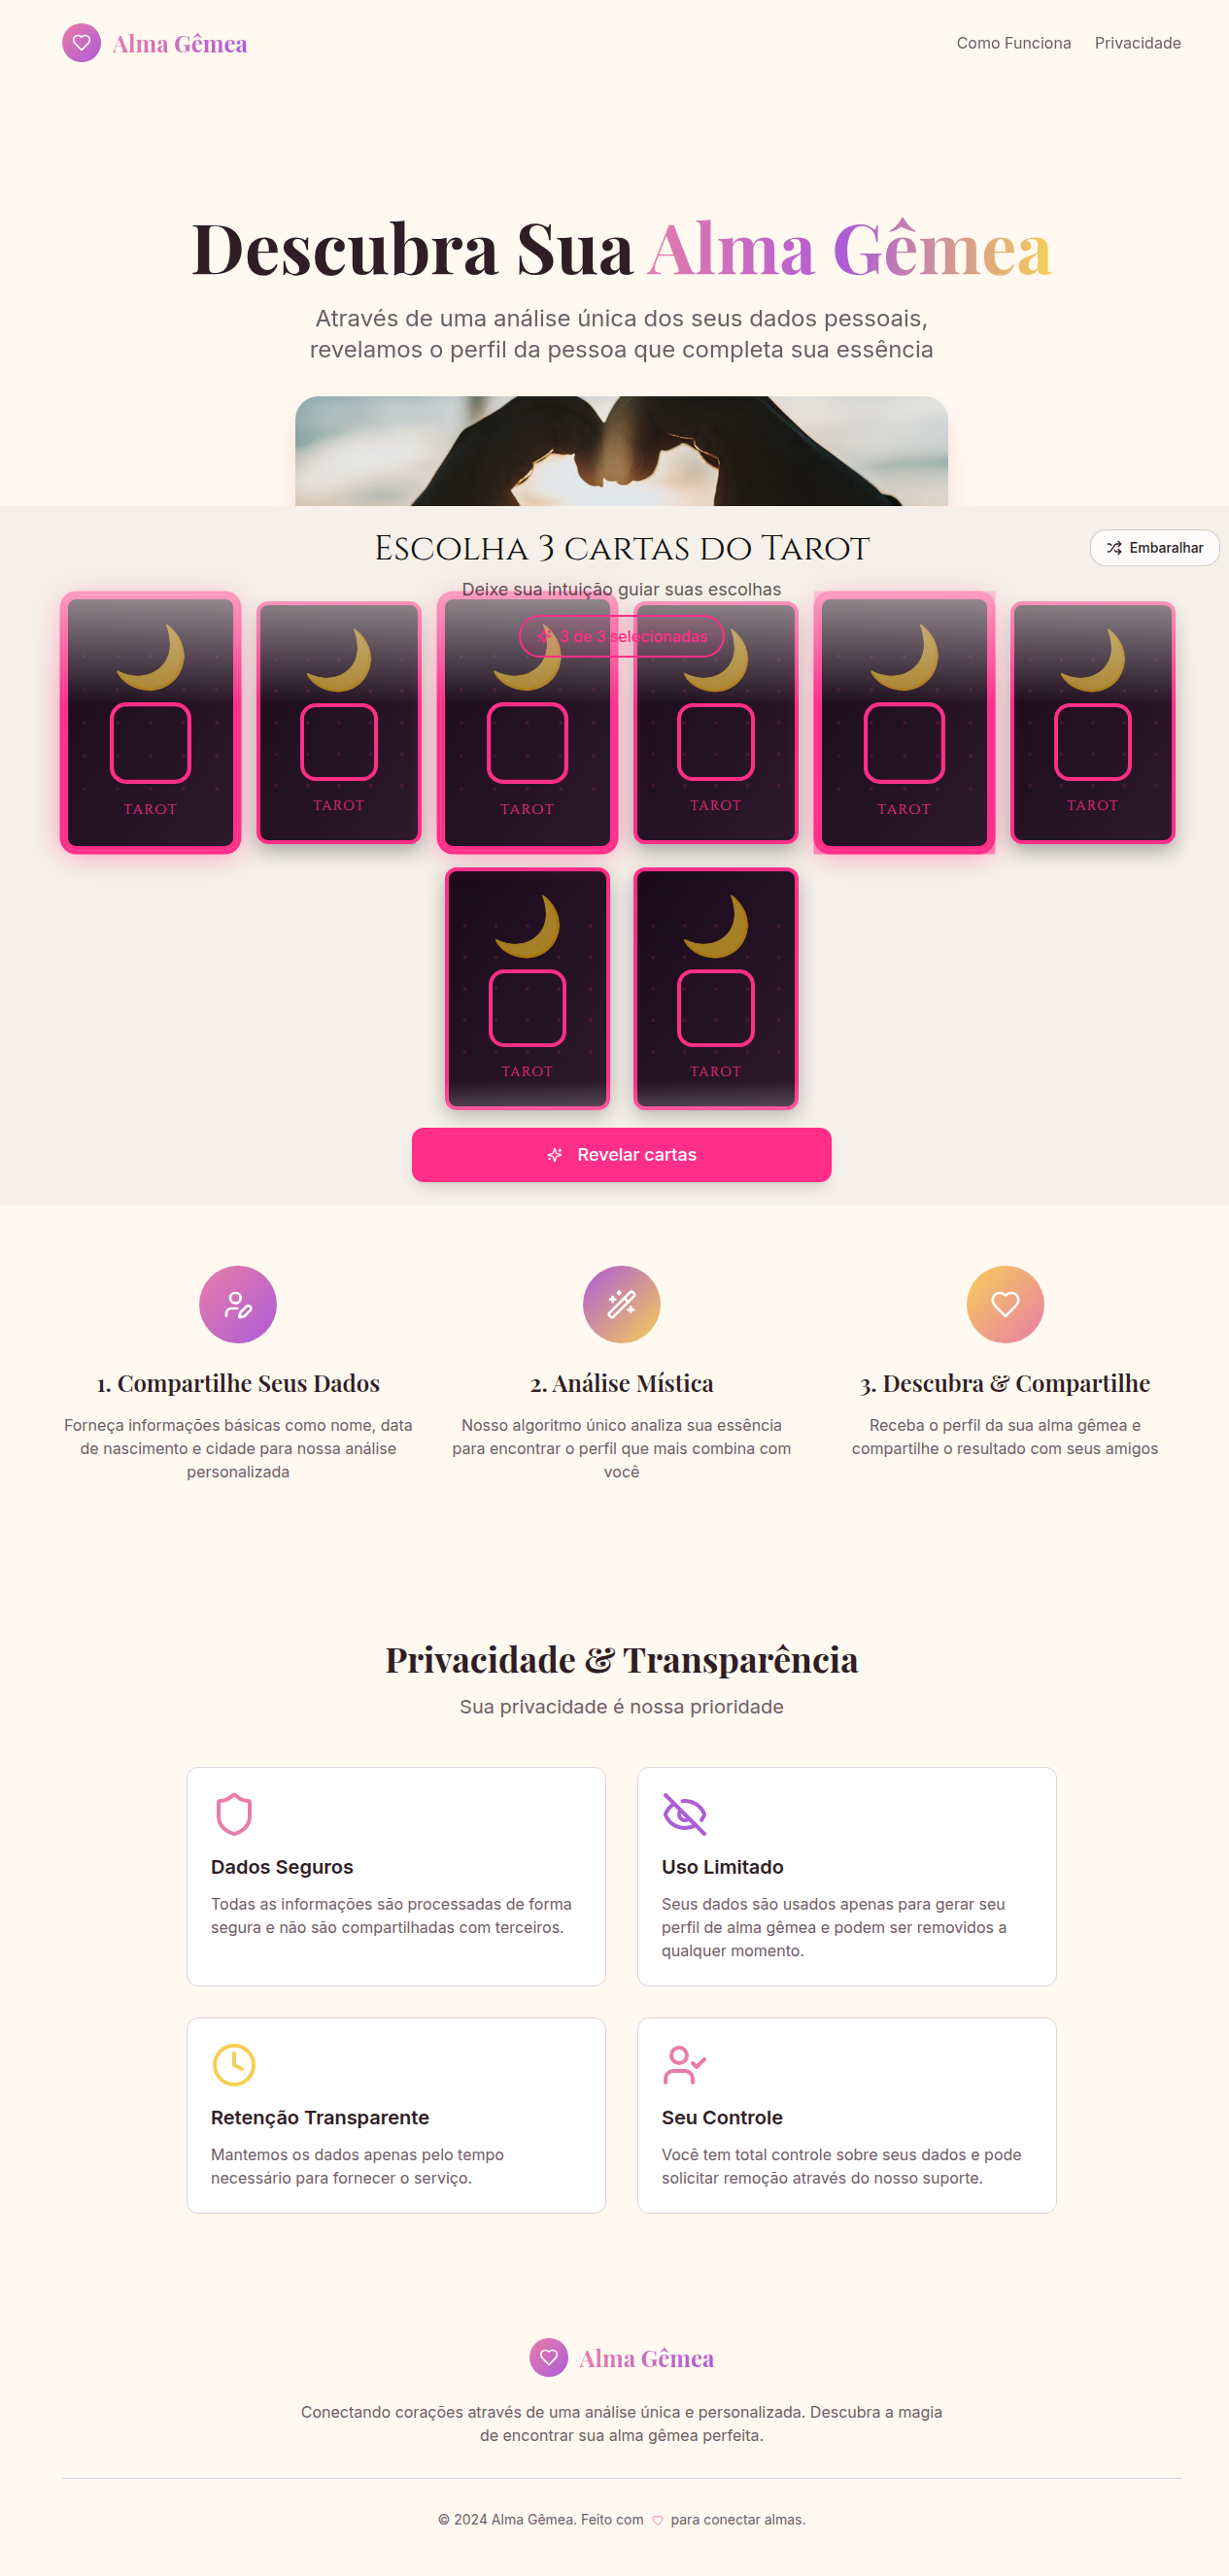 Alma Gêmea
Como Funciona
Privacidade
Descubra Sua Alma Gêmea
Através de uma análise única dos seus dados pessoais,
revelamos o perfil da pessoa que completa sua essência
Escolha 3 cartas do Tarot
Embaralhar
Deixe sua intuição guiar suas escolhas
3 de 3 selecionadas
TAROT
TAROT
TAROT
TAROT
TAROT
TAROT
TAROT
TAROT
Revelar cartas
1. Compartilhe Seus Dados
Forneça informações básicas como nome, data
de nascimento e cidade para nossa análise
personalizada
2. Análise Mística
Nosso algoritmo único analiza sua essência
para encontrar o perfil que mais combina com
você
3. Descubra & Compartilhe
Receba o perfil da sua alma gêmea e
compartilhe o resultado com seus amigos
Privacidade & Transparência
Sua privacidade é nossa prioridade
Dados Seguros
Todas as informações são processadas de forma
segura e não são compartilhadas com terceiros.
Uso Limitado
Seus dados são usados apenas para gerar seu
perfil de alma gêmea e podem ser removidos a
qualquer momento.
Retenção Transparente
Mantemos os dados apenas pelo tempo
necessário para fornecer o serviço.
Seu Controle
Você tem total controle sobre seus dados e pode
solicitar remoção através do nosso suporte.
Alma Gêmea
Conectando corações através de uma análise única e personalizada. Descubra a magia
de encontrar sua alma gêmea perfeita.
© 2024 Alma Gêmea. Feito com para conectar almas.